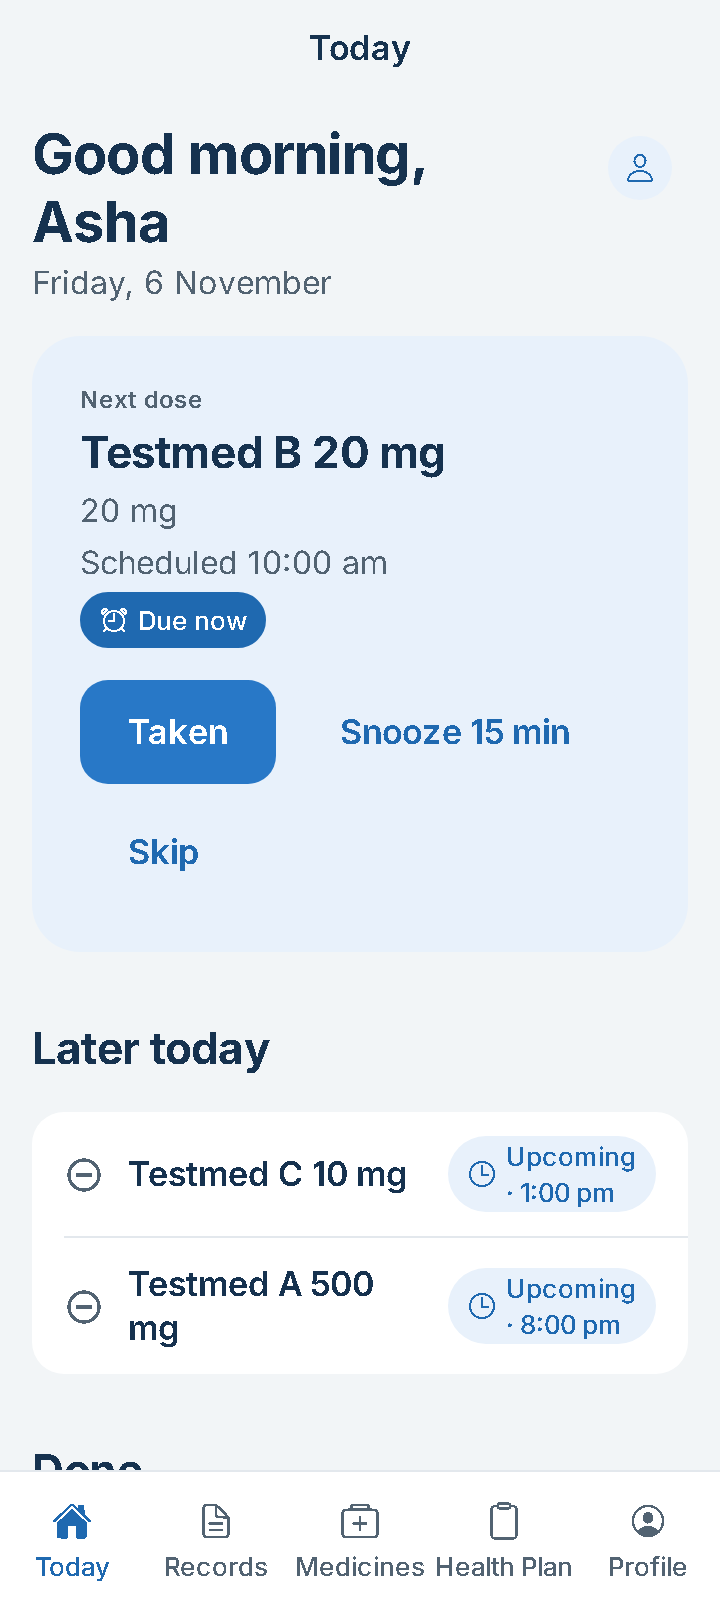 Today
Good morning,
Asha
Friday, 6 November
Next dose
Testmed B 20 mg
20 mg
Scheduled 10:00 am
Due now
Taken
Snooze 15 min
Skip
Later today
Testmed C 10 mg
Upcoming
· 1:00 pm
Testmed A 500
mg
Upcoming
· 8:00 pm
Done
Today
Records
Medicines
Health Plan
Profile